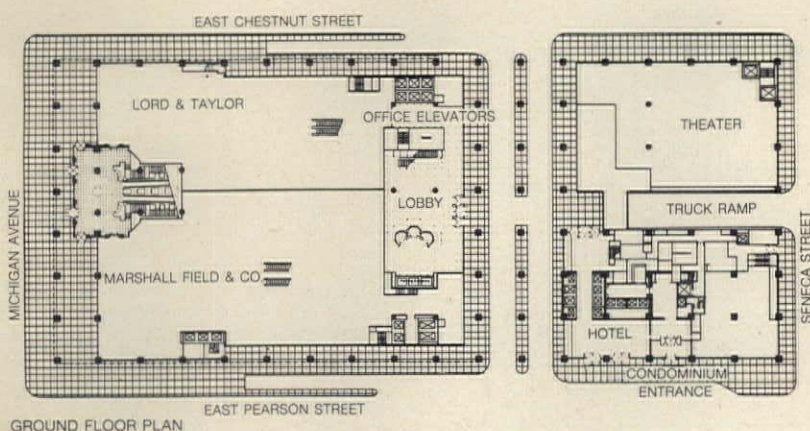 EAST CHESTNUT STREET
LORD & TAYLOR
OFFICE ELEVATORS
THEATER
MICHIGAN AVENUE
LOBBY
TRUCK RAMP
SENECA STREET
MARSHALL FIELD & CO.
HOTEL
CONDOMINIUM
ENTRANCE
EAST PEARSON STREET
GROUND FLOOR PLAN